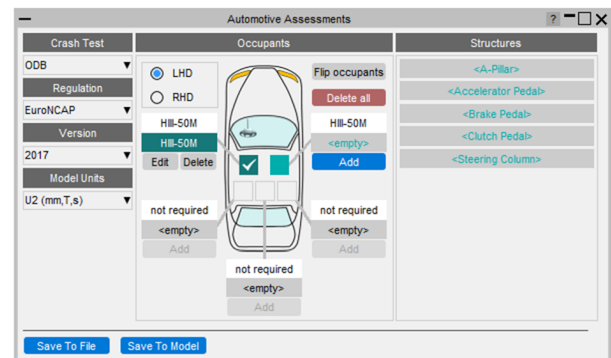 Automotive Assessments
?
Crash Test
ODB
Regulation
EuroNCAP
Version
2017
Model Units
U2 (mm,T,s)
Occupants
LHD
RHD
Flip occupants
Delete all
HIII-50M
HIII-50M
Edit Delete
HIII-50M
<empty>
Add
not required
<empty>
Add
not required
<empty>
Add
not required
<empty>
Add
Structures
<A-Pillar>
<Accelerator Pedal>
<Brake Pedal>
<Clutch Pedal>
<Steering Column>
Save To File Save To Model